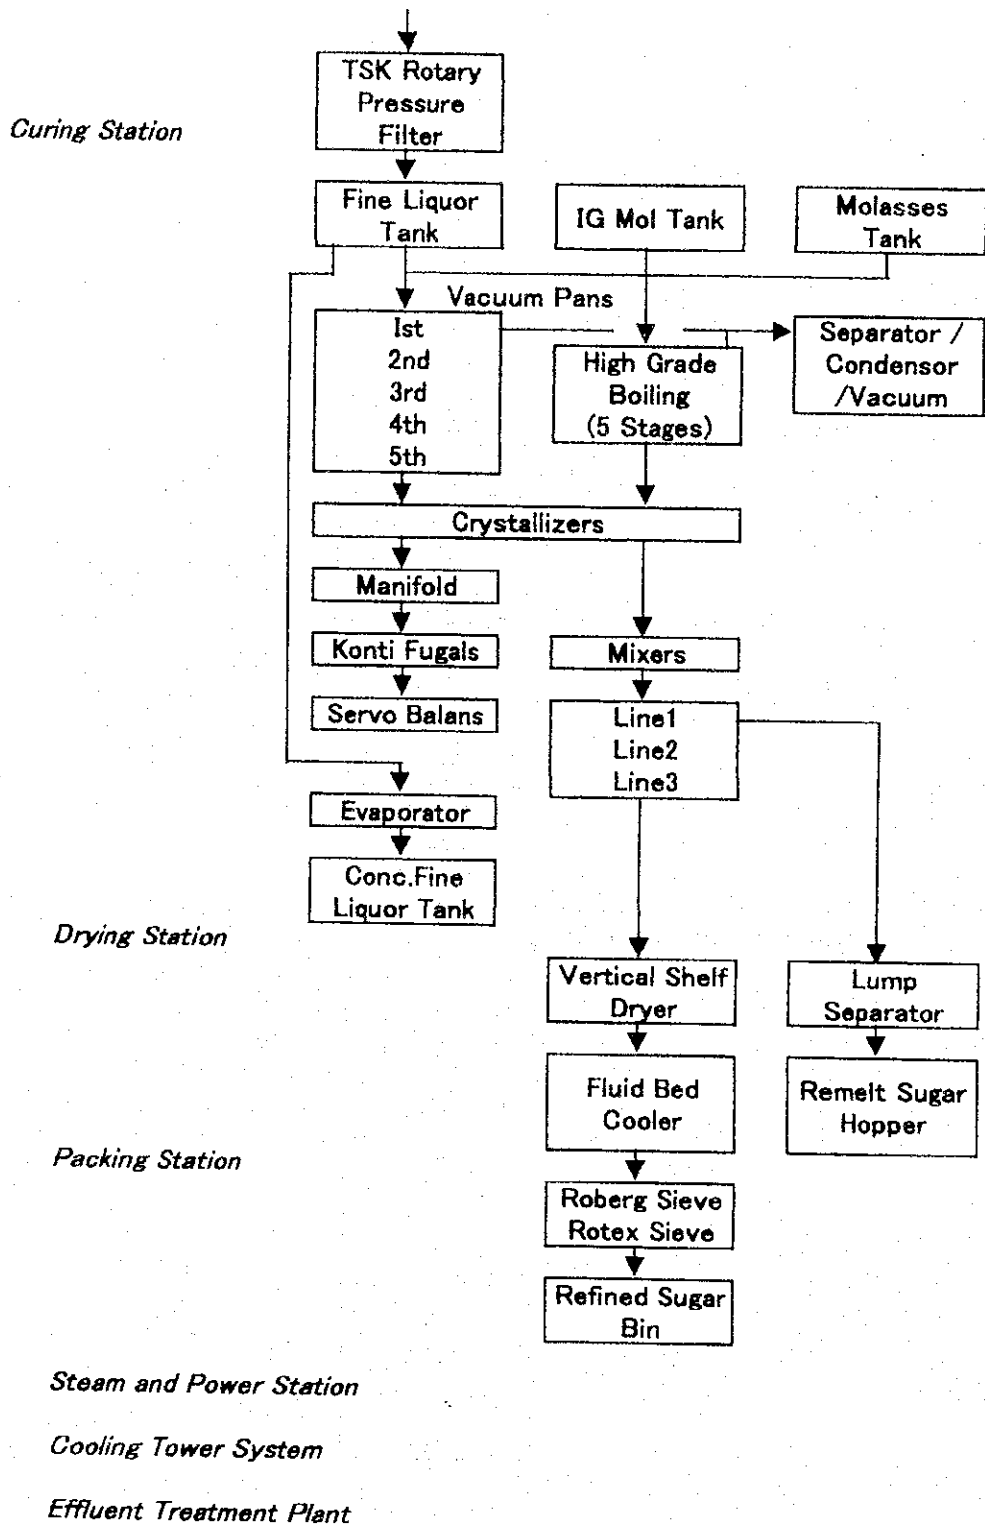 TSK Rotary
Pressure
Filter
Curing Station
Fine Liquor
Tank
IG Mol Tank
Molasses
Tank
Vacuum Pans
Ist
2nd
3rd
4th
5th
High Grade
Boiling
(5 Stages)
Separator /
Condensor
/Vacuum
Crystallizers
Manifold
Konti Fugals
Servo Balans
Mixers
Line1
Line2
Line3
Evaporator
Conc.Fine
Liquor Tank
Drying Station
Vertical Shelf
Dryer
Lump
Separator
Fluid Bed
Cooler
Remelt Sugar
Hopper
Packing Station
Roberg Sieve
Rotex Sieve
Refined Sugar
Bin
Steam and Power Station
Cooling Tower System
Effluent Treatment Plant